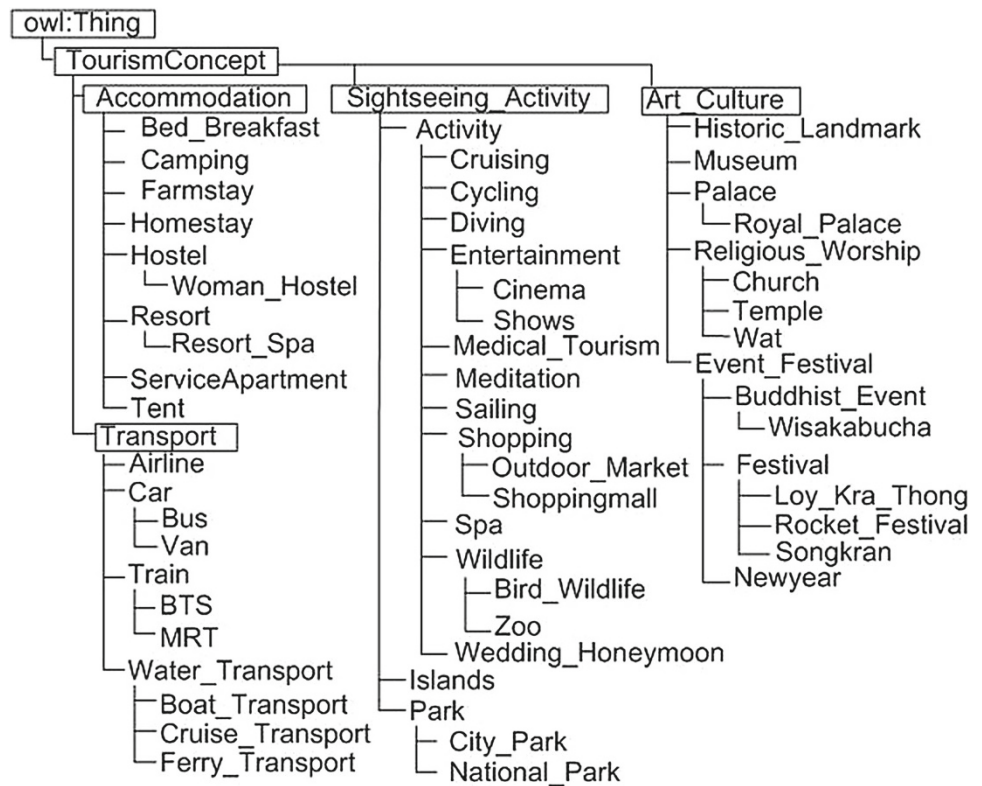 owl:Thing
TourismConcept
Accommodation
Bed_Breakfast
Camping
Farmstay
Homestay
Hostel
Woman_Hostel
Resort
Resort_Spa
ServiceApartment
Tent
Transport
Airline
Car
Bus
Van
Train
BTS
MRT
Water_Transport
Boat_Transport
Cruise_Transport
Ferry_Transport
Sightseeing_Activity
Activity
Cruising
Cycling
Diving
Entertainment
Cinema
Shows
Medical_Tourism
Meditation
Sailing
Shopping
Outdoor_Market
Shoppingmall
Spa
Wildlife
Bird_Wildlife
Zoo
Wedding_Honeymoon
Islands
Park
City_Park
National_Park
Art_Culture
Historic_Landmark
Museum
Palace
Royal_Palace
Religious_Worship
Church
Temple
Wat
Event_Festival
Buddhist_Event
Wisakabucha
Festival
Loy_Kra_Thong
Rocket_Festival
Songkran
Newyear